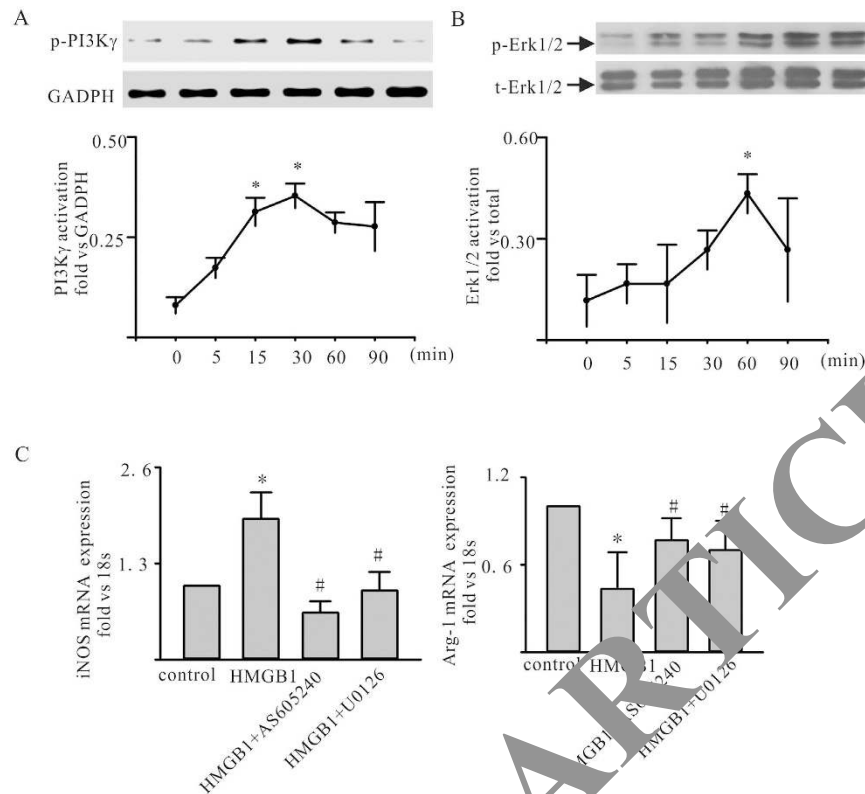 A
p-PI3Kγ
GADPH
0.50
0.25
PI3Kγ activation
fold vs GADPH
*
*
0 5 15 30 60 90 (min)
B
p-Erk1/2
t-Erk1/2
0.60
0.30
Erk1/2 activation
fold vs total
*
0 5 15 30 60 90 (min)
C
2.6
1.3
iNOS mRNA expression
fold vs 18s
*
#
#
control
HMGB1
HMGB1+AS605240
HMGB1+U0126
1.2
0.6
Arg-1 mRNA expression
fold vs 18s
*
#
#
control
HMGB1
HMGB1+U0126